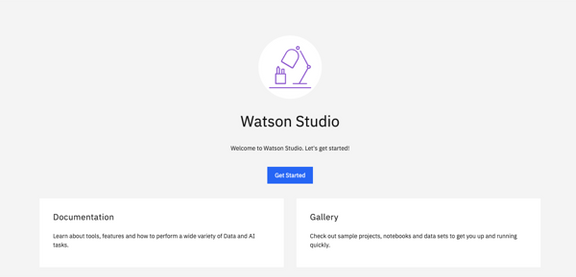 Watson Studio
Welcome to Watson Studio. Let's get started!
Get Started
Documentation
Learn about tools, features and how to perform a wide variety of Data and AI
tasks.
Gallery
Check out sample projects, notebooks and data sets to get you up and running
quickly.